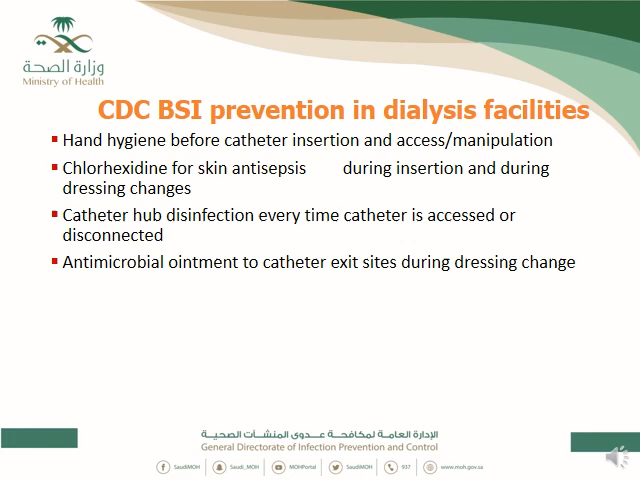 وزارة الصحة
Ministry of Health
CDC BSI prevention in dialysis facilities
Hand hygiene before catheter insertion and access/manipulation
Chlorhexidine for skin antisepsis during insertion and during
dressing changes
Catheter hub disinfection every time catheter is accessed or
disconnected
Antimicrobial ointment to catheter exit sites during dressing change
الإدارة العامة لمكافحة عدوى المنشآت الصحية
General Directorate of Infection Prevention and Control
SaudiMOH Saudi_MOH MOHPortal SaudiMOH 937 www.moh.gov.sa